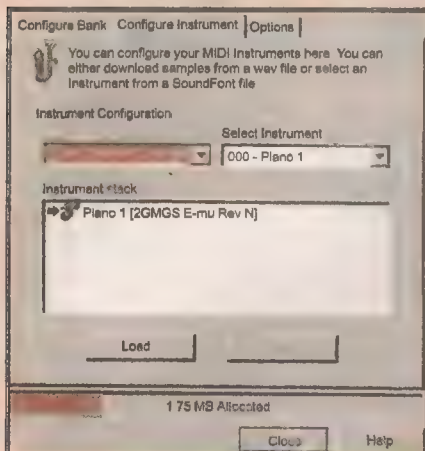 Configure Bank Configure Instrument Options
You can configure your MIDI Instruments here You can
either download samples from a wav file or select an
Instrument from a SoundFont file
Instrument Configuration
Select Instrument
000 - Piano 1
Instrument stack
Piano 1 [2GMGS E-mu Rev N]
Load
1 75 MB Allocated
Close Help